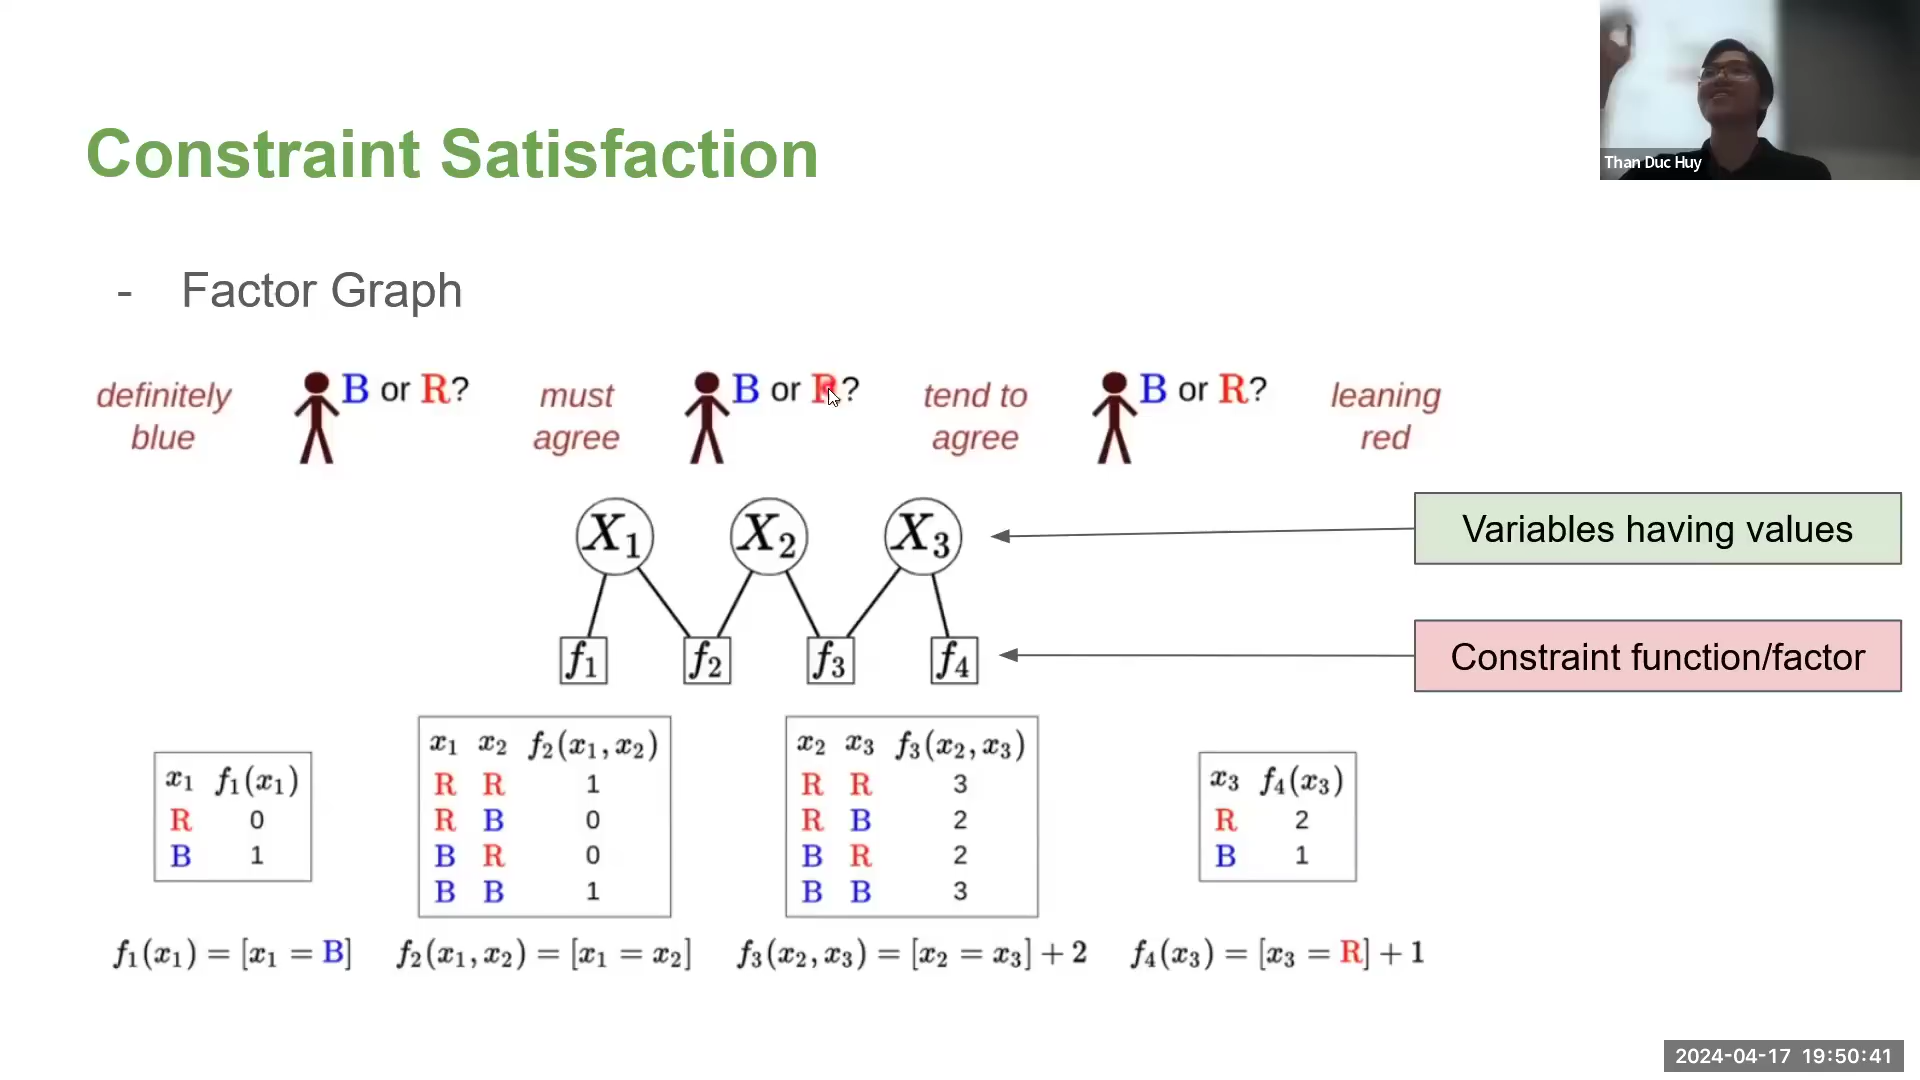 Than Duc Huy
Constraint Satisfaction
- Factor Graph
definitely blue
B or R?
must agree
B or R?
tend to agree
B or R?
leaning red
X₁ X₂ X₃
Variables having values
f₁ f₂ f₃ f₄
Constraint function/factor
x₁ f₁(x₁)
R 0
B 1
x₁ x₂ f₂(x₁, x₂)
R R 1
R B 0
B R 0
B B 1
x₂ x₃ f₃(x₂, x₃)
R R 3
R B 2
B R 2
B B 3
x₃ f₄(x₃)
R 2
B 1
f₁(x₁) = [x₁ = B]
f₂(x₁, x₂) = [x₁ = x₂]
f₃(x₂, x₃) = [x₂ = x₃] + 2
f₄(x₃) = [x₃ = R] + 1
2024-04-17 19:50:41